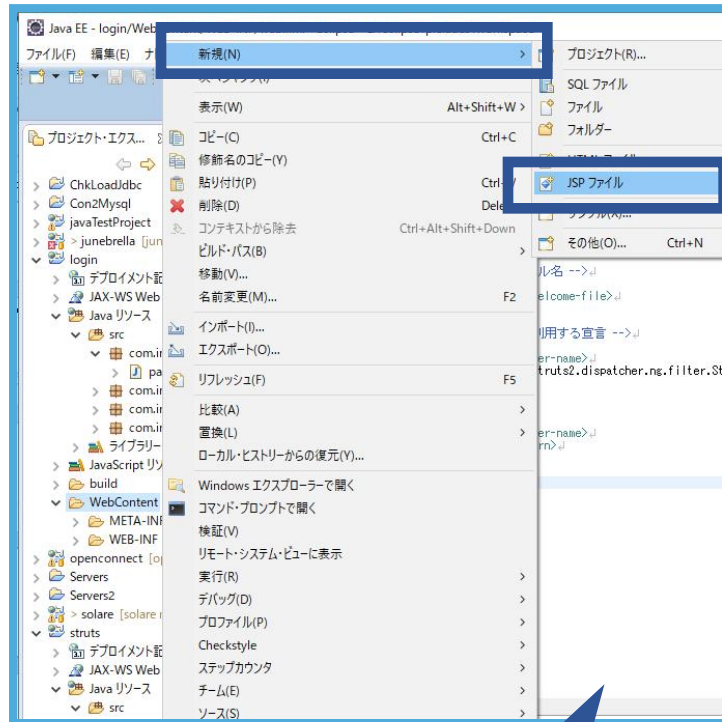 Java EE - login/Web
ファイル(F) 編集(E) ナ
プロジェクト・エクス...
ChkLoadJdbc
Con2Mysql
javaTestProject
> junebrella [jun
login
デプロイメント記
JAX-WS Web
Java リソース
src
com.in
pa
com.in
com.in
com.in
ライブラリー
JavaScript リソ
build
WebContent
META-INF
WEB-INF
openconnect [op
Servers
Servers2
> solare [solare m
struts
デプロイメント記
JAX-WS Web
Java リソース
src
新規(N) >
表示(W) Alt+Shift+W >
コピー(C) Ctrl+C
修飾名のコピー(Y)
貼り付け(P)
削除(D)
コンテキストから除去 Ctrl+Alt+Shift+Down
ビルド・パス(B) >
移動(V)...
名前変更(M)... F2
インポート(I)...
エクスポート(O)...
リフレッシュ(F) F5
比較(A) >
置換(L) >
ローカル・ヒストリーからの復元(Y)...
Windows エクスプローラーで開く
コマンド・プロンプトで開く
検証(V)
リモート・システム・ビューに表示
実行(R) >
デバッグ(D) >
プロファイル(P) >
Checkstyle >
ステップカウンタ >
チーム(E) >
ソース(S) >
プロジェクト(R)...
SQL ファイル
ファイル
フォルダー
JSP ファイル
その他(O)... Ctrl+N
ル名 -->
elcome-file>
利用する宣言 -->
er-name>
truts2.dispatcher.ng.filter.St
er-name>
rn>